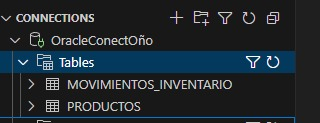 CONNECTIONS
OracleConectOño
Tables
MOVIMIENTOS_INVENTARIO
PRODUCTOS